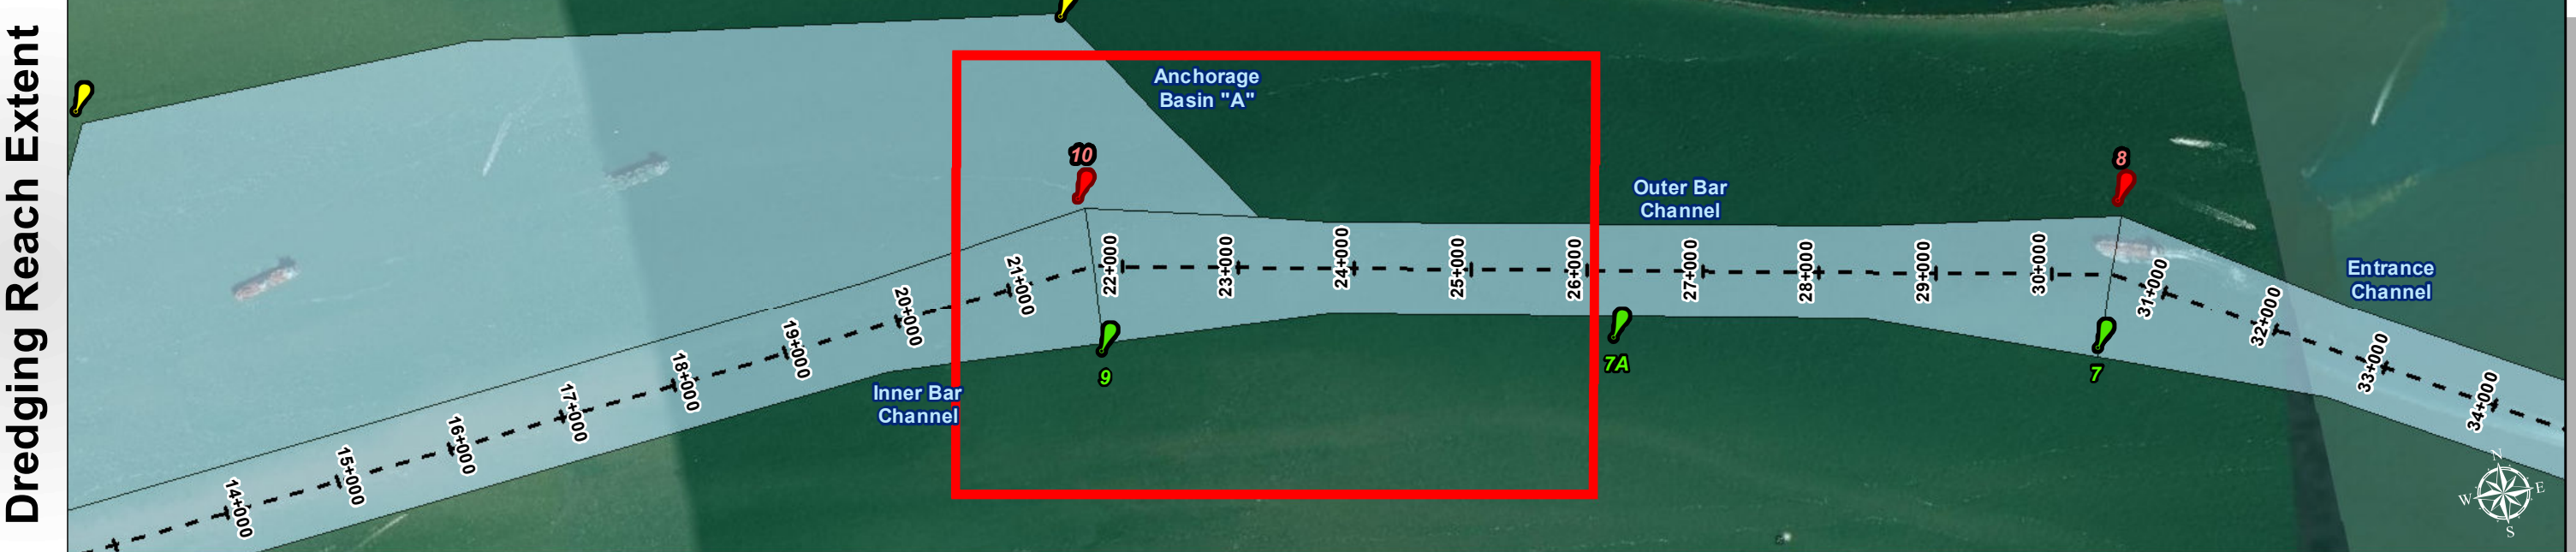 Dredging Reach Extent
Anchorage
Basin "A"
10
8
Outer Bar
Channel
Entrance
Channel
14+000
15+000
16+000
17+000
18+000
19+000
20+000
21+000
22+000
23+000
24+000
25+000
26+000
27+000
28+000
29+000
30+000
31+000
32+000
33+000
34+000
Inner Bar
Channel
9
7A
7
N
W
E
S